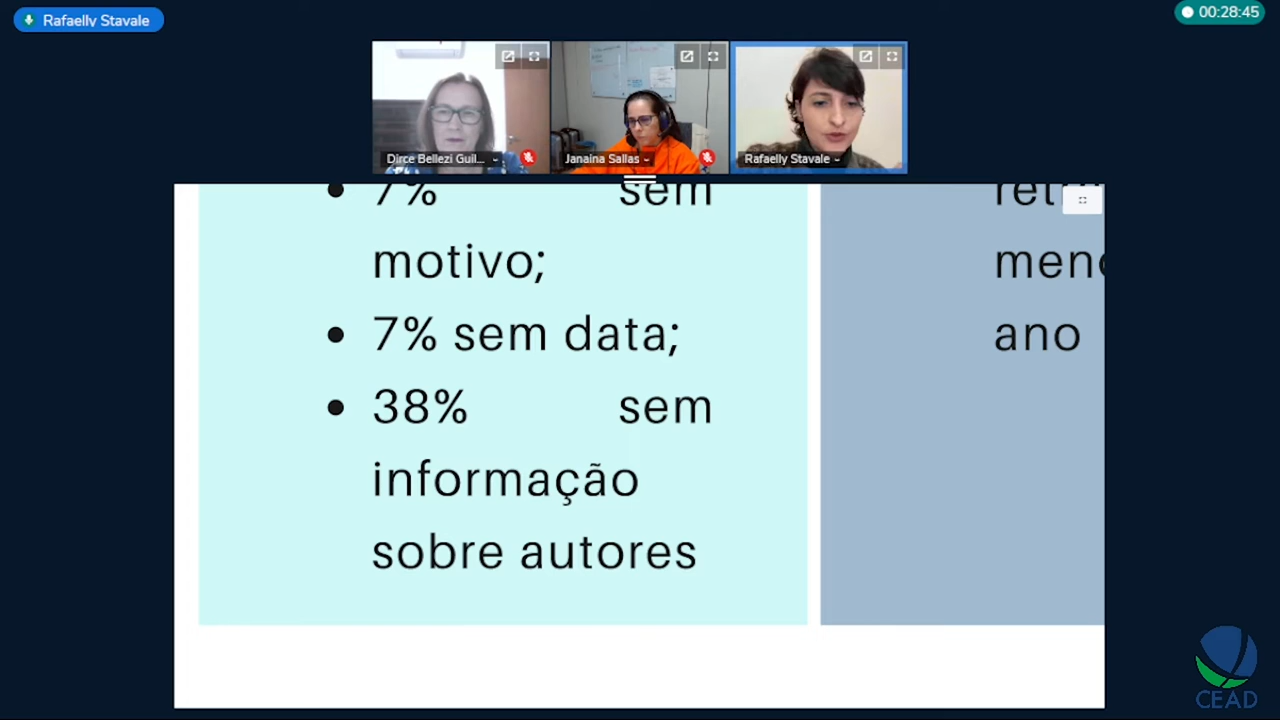 Rafaelly Stavale
00:28:45
Dirce Bellezi Guil...
Janaina Sallas
Rafaelly Stavale
7% sem
motivo;
7% sem data;
38% sem
informação
sobre autores
ano
CEAD